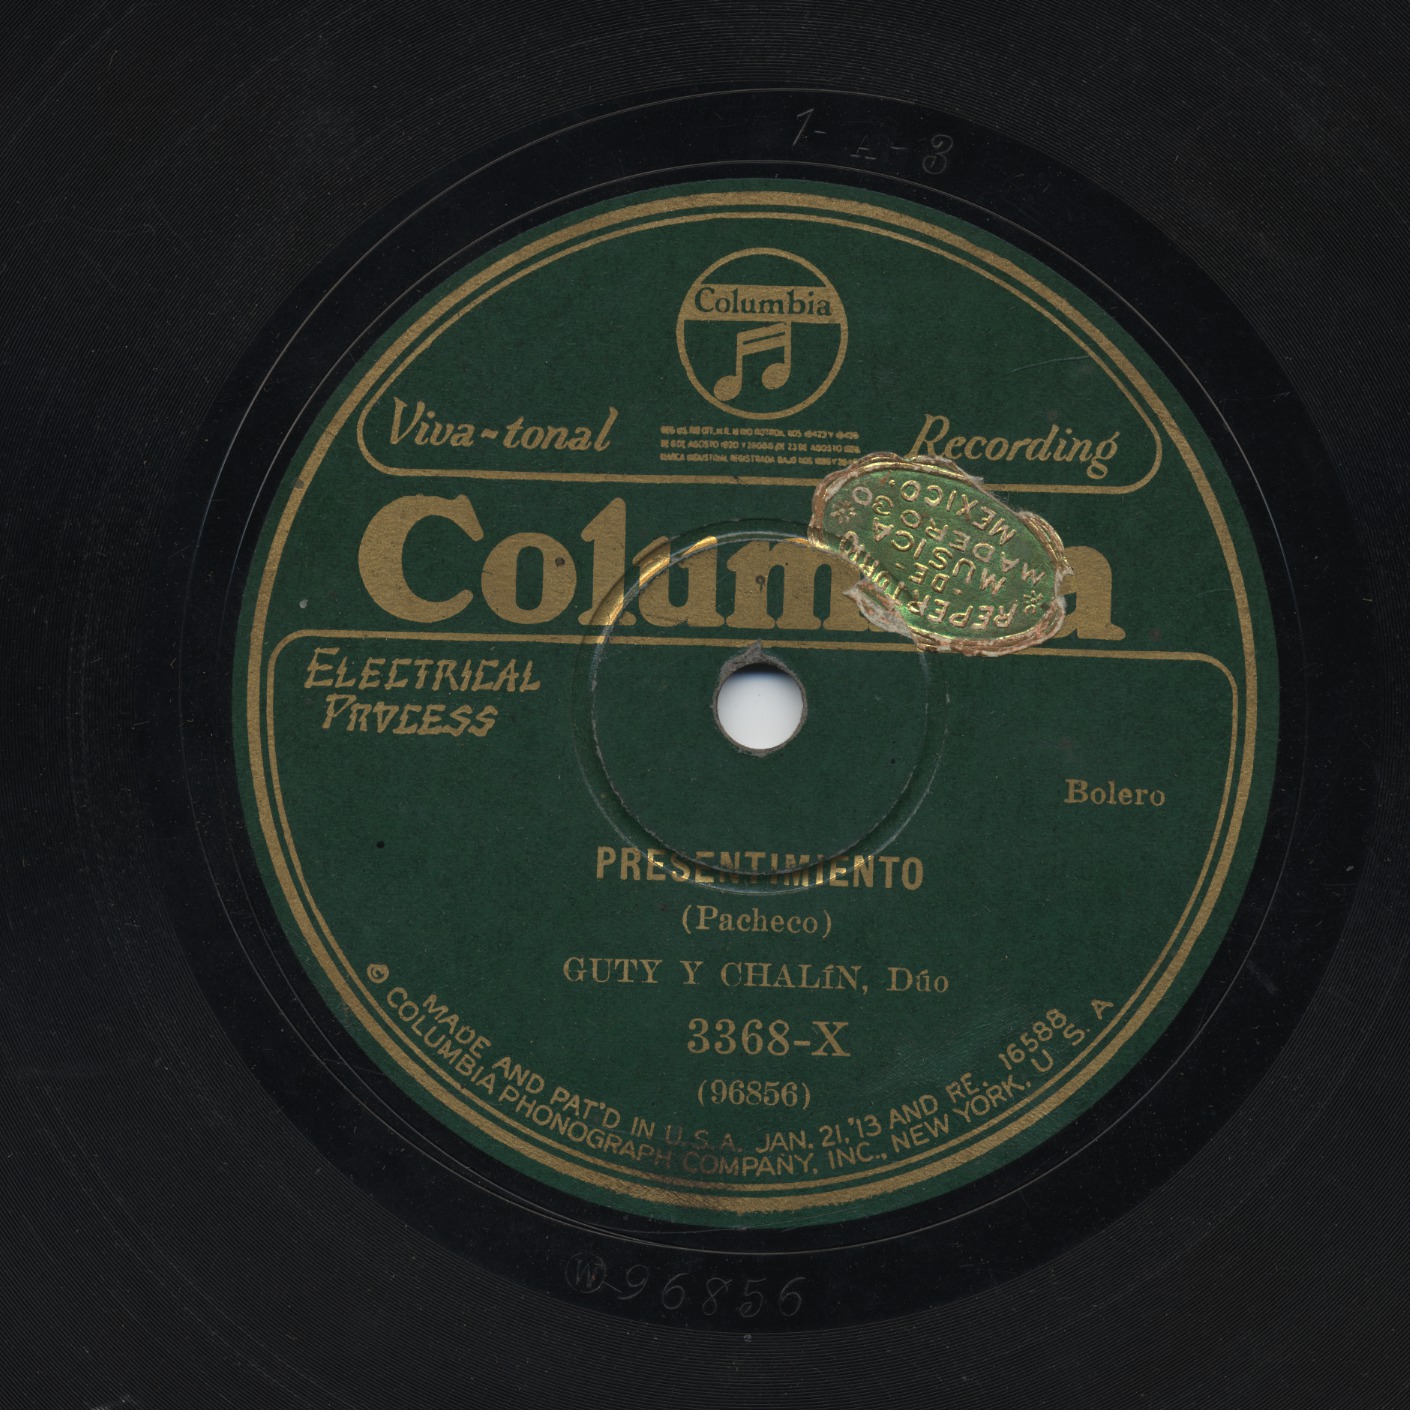 1- A - 3
Columbia
Viva-tonal Recording
Columbia
REPERTORIO
DE
MUSICA
MADERO 30
MEXICO.
ELECTRICAL
PROCESS
Bolero
PRESENTIMIENTO
(Pacheco)
GUTY Y CHALíN, Dúo
3368-X
(96856)
MADE AND PAT'D IN U.S.A. JAN. 21,'13 AND RE. 16588
© COLUMBIA PHONOGRAPH COMPANY, INC., NEW YORK. U. S. A
W 96856